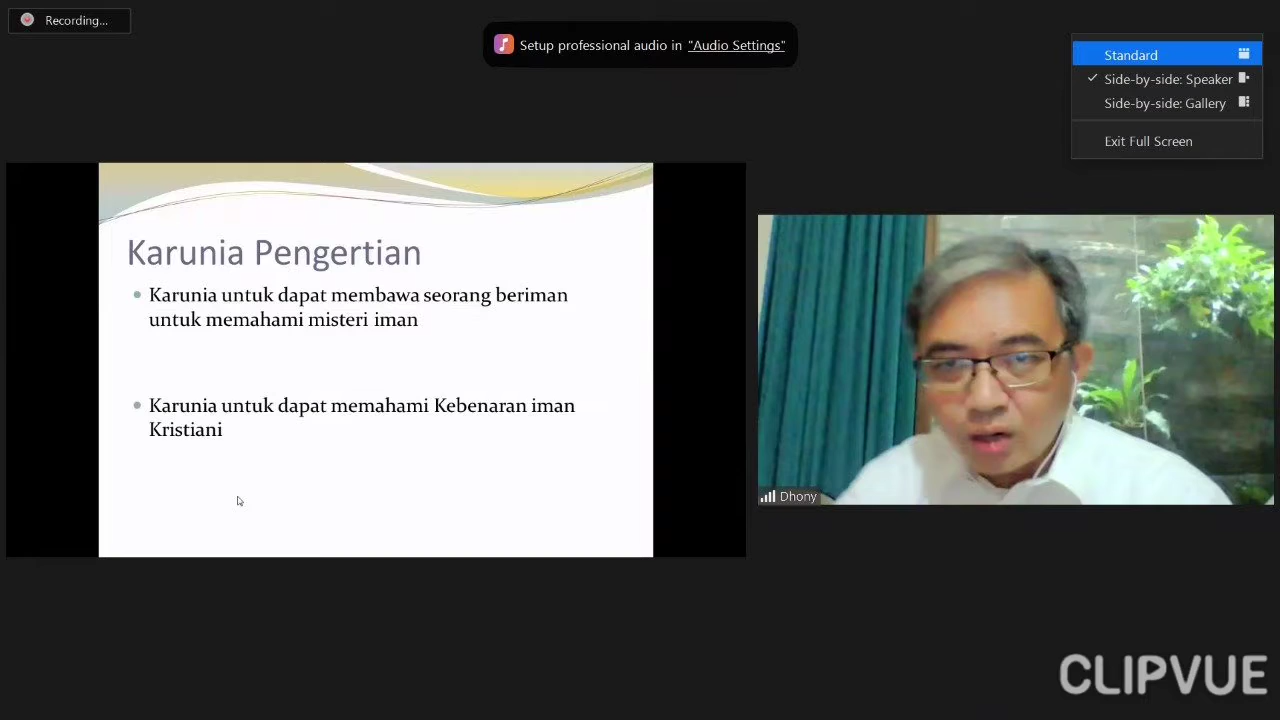 Recording...
Setup professional audio in "Audio Settings"
Standard
Side-by-side: Speaker
Side-by-side: Gallery
Exit Full Screen
Karunia Pengertian
Karunia untuk dapat membawa seorang beriman
untuk memahami misteri iman
Karunia untuk dapat memahami Kebenaran iman
Kristiani
Dhony
CLIPVUE